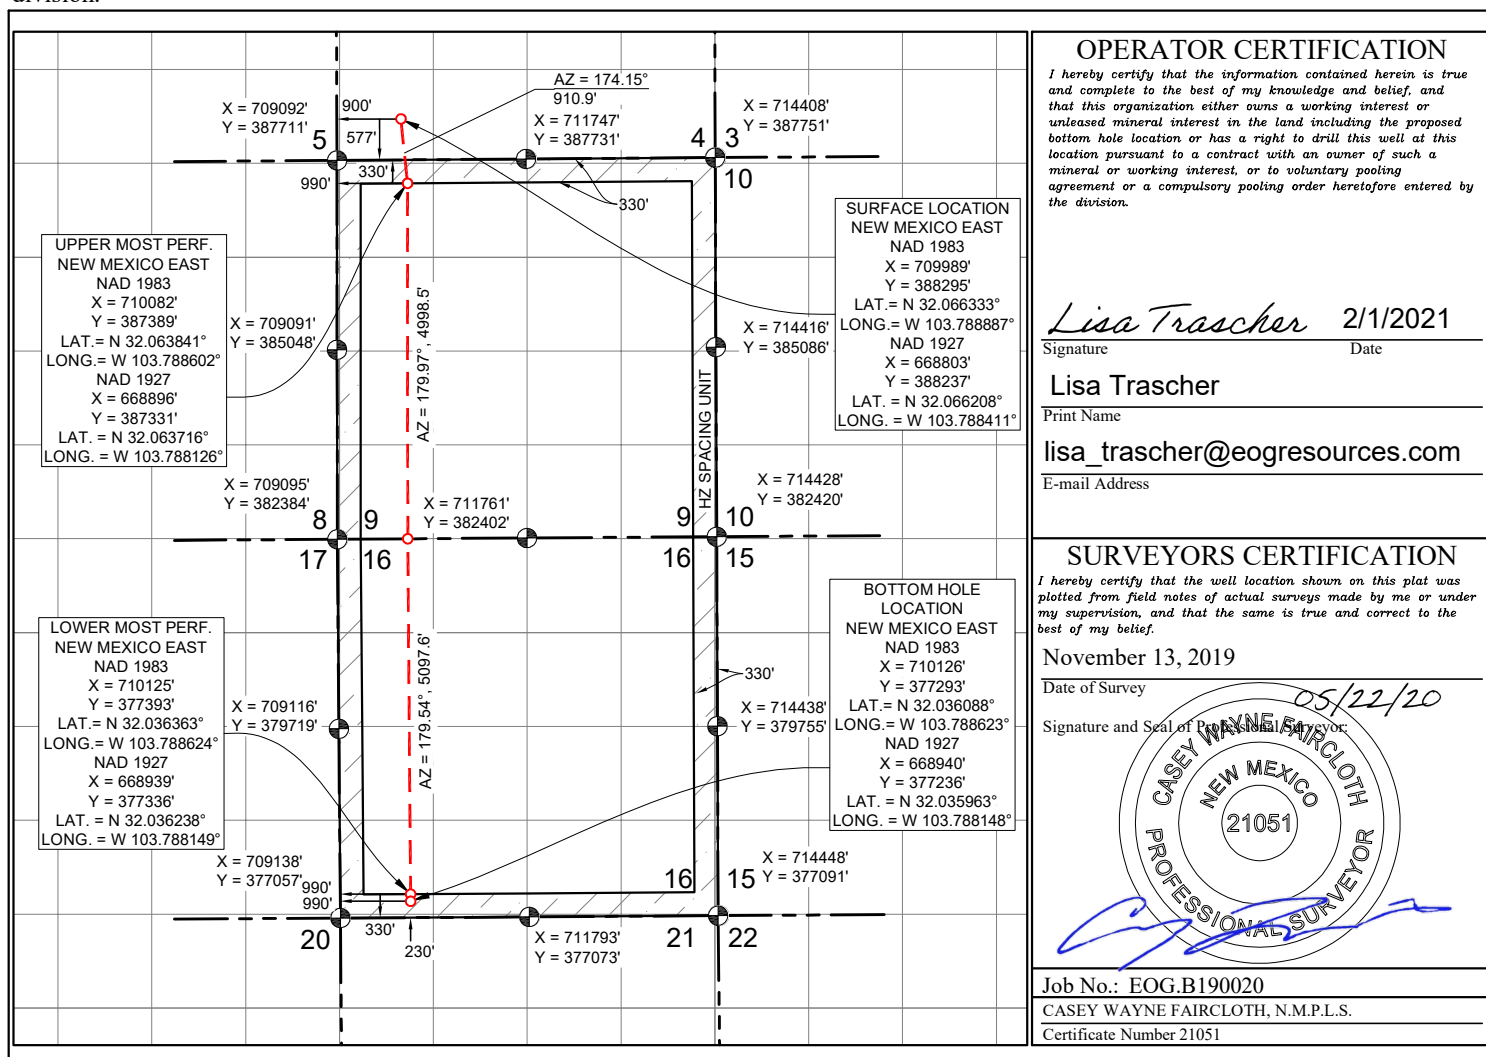 division.
X = 709092'
Y = 387711'
900'
AZ = 174.15°
910.9'
X = 711747'
Y = 387731'
X = 714408'
Y = 387751'
5
577'
4
3
330'
10
990'
330'
UPPER MOST PERF.
NEW MEXICO EAST
NAD 1983
X = 710082'
Y = 387389'
LAT.= N 32.063841°
LONG.= W 103.788602°
NAD 1927
X = 668896'
Y = 387331'
LAT. = N 32.063716°
LONG. = W 103.788126°
SURFACE LOCATION
NEW MEXICO EAST
NAD 1983
X = 709989'
Y = 388295'
LAT.= N 32.066333°
LONG.= W 103.788887°
NAD 1927
X = 668803'
Y = 388237'
LAT. = N 32.066208°
LONG. = W 103.788411°
X = 709091'
Y = 385048'
AZ = 179.97°, 4998.5'
X = 714416'
Y = 385086'
HZ SPACING UNIT
X = 709095'
Y = 382384'
X = 711761'
Y = 382402'
X = 714428'
Y = 382420'
8
9
9
10
17
16
16
15
LOWER MOST PERF.
NEW MEXICO EAST
NAD 1983
X = 710125'
Y = 377393'
LAT.= N 32.036363°
LONG.= W 103.788624°
NAD 1927
X = 668939'
Y = 377336'
LAT. = N 32.036238°
LONG. = W 103.788149°
BOTTOM HOLE
LOCATION
NEW MEXICO EAST
NAD 1983
X = 710126'
Y = 377293'
LAT.= N 32.036088°
LONG.= W 103.788623°
NAD 1927
X = 668940'
Y = 377236'
LAT. = N 32.035963°
LONG. = W 103.788148°
X = 709116'
Y = 379719'
AZ = 179.54°, 5097.6'
330'
X = 714438'
Y = 379755'
X = 709138'
Y = 377057'
990'
990'
16
15
X = 714448'
Y = 377091'
330'
230'
20
X = 711793'
Y = 377073'
21
22
OPERATOR CERTIFICATION
I hereby certify that the information contained herein is true
and complete to the best of my knowledge and belief, and
that this organization either owns a working interest or
unleased mineral interest in the land including the proposed
bottom hole location or has a right to drill this well at this
location pursuant to a contract with an owner of such a
mineral or working interest, or to voluntary pooling
agreement or a compulsory pooling order heretofore entered by
the division.
Lisa Trascher 2/1/2021
Signature Date
Lisa Trascher
Print Name
lisa_trascher@eogresources.com
E-mail Address
SURVEYORS CERTIFICATION
I hereby certify that the well location shown on this plat was
plotted from field notes of actual surveys made by me or under
my supervision, and that the same is true and correct to the
best of my belief.
November 13, 2019
Date of Survey
05/22/20
Signature and Seal of Professional Surveyor:
CASEY WAYNE FAIRCLOTH
NEW MEXICO
21051
PROFESSIONAL SURVEYOR
Job No.: EOG.B190020
CASEY WAYNE FAIRCLOTH, N.M.P.L.S.
Certificate Number 21051